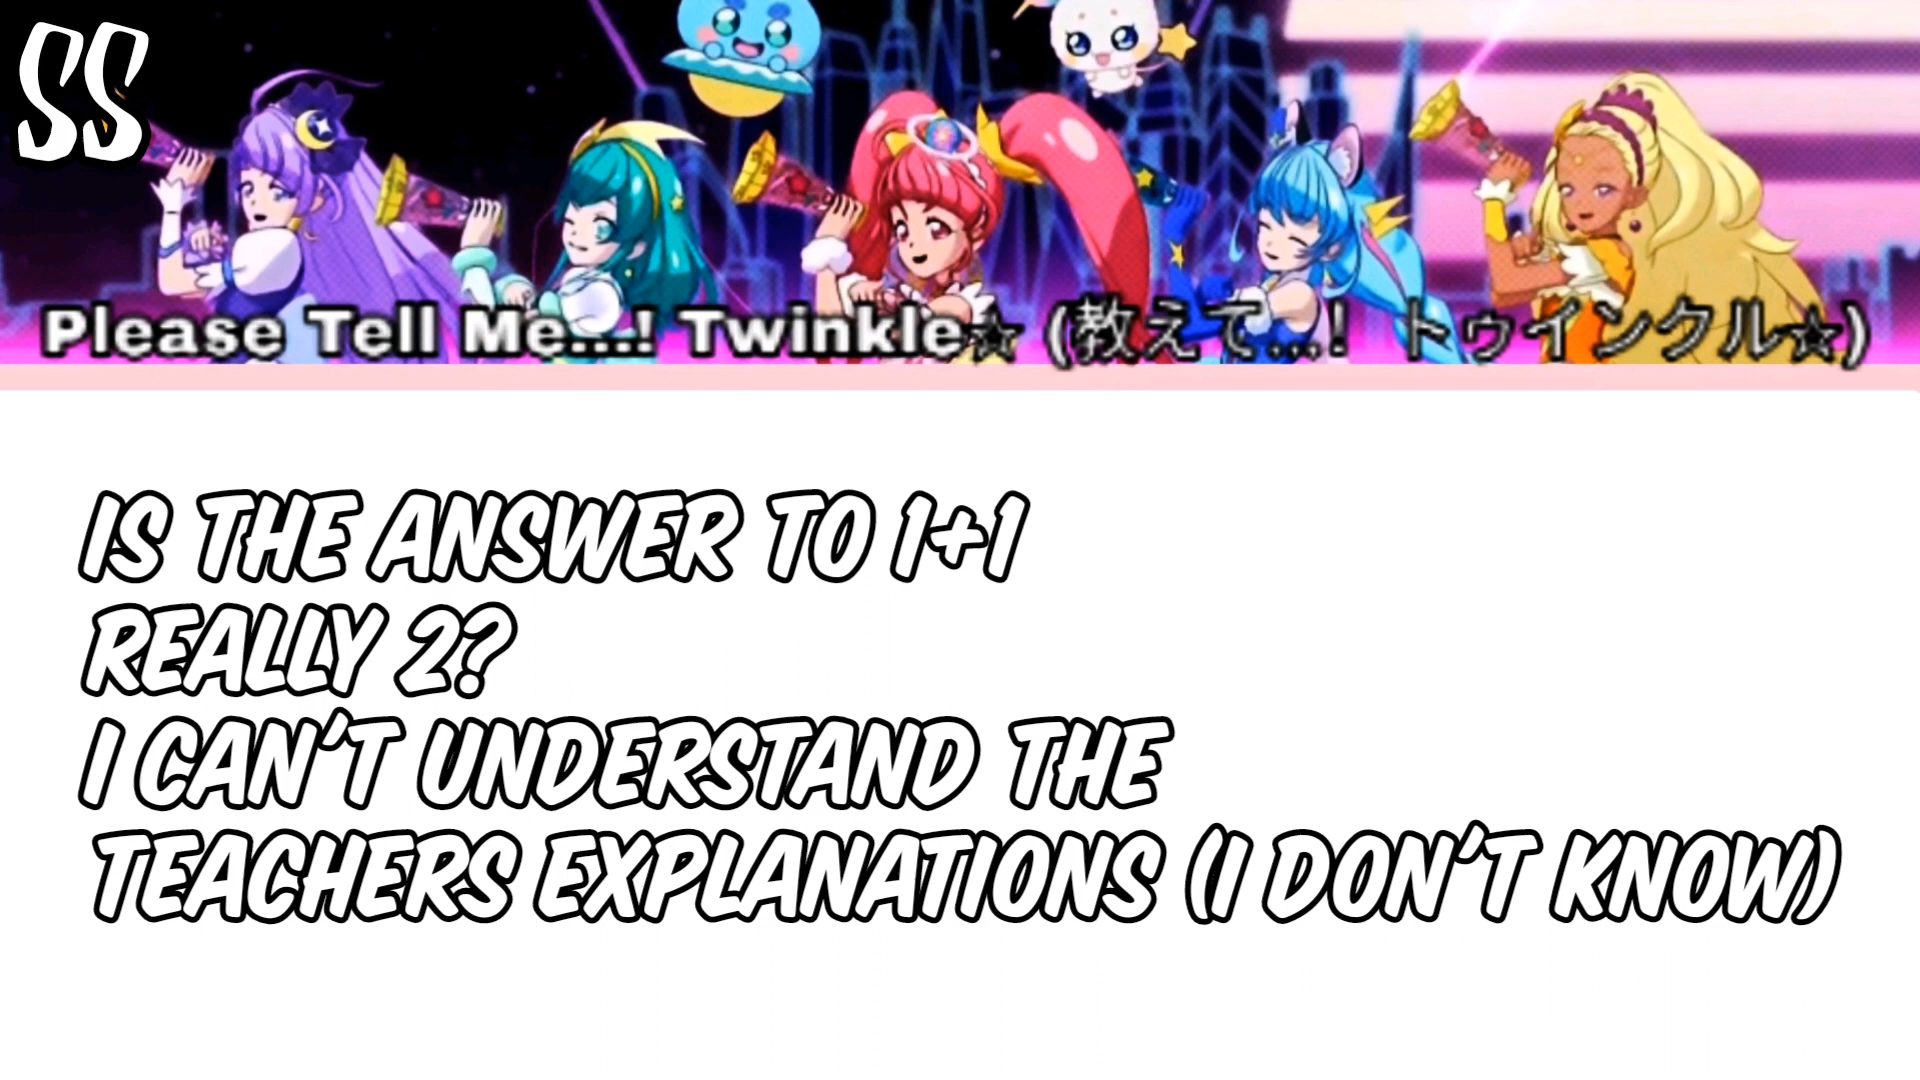 SS
Please Tell Me...! Twinkle☆ (教えて...! トゥインクル☆)
IS THE ANSWER TO 1+1
REALLY 2?
I CAN'T UNDERSTAND THE
TEACHERS EXPLANATIONS (I DON'T KNOW)